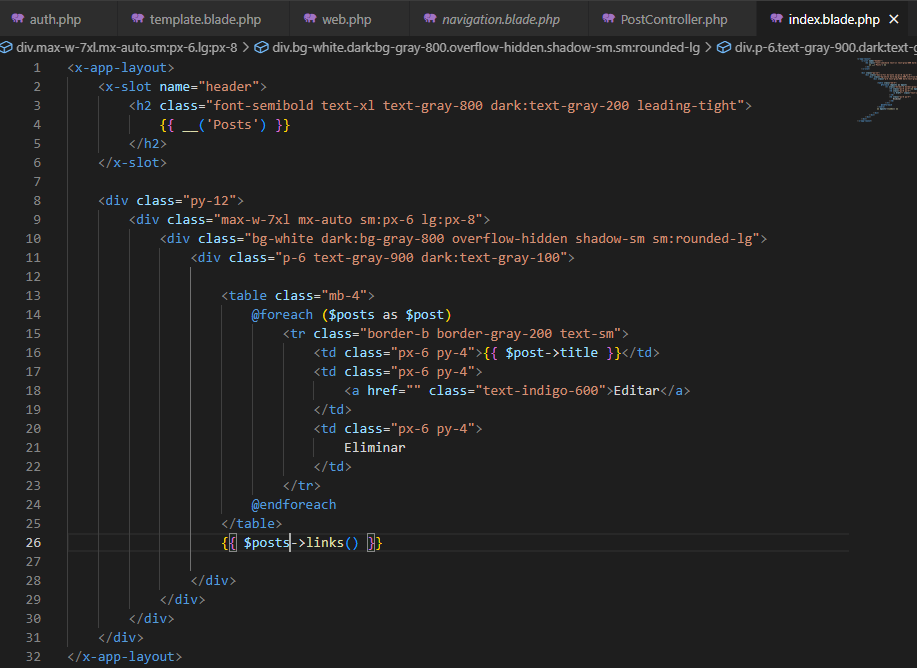 auth.php template.blade.php web.php navigation.blade.php PostController.php index.blade.php
div.max-w-7xl.mx-auto.sm:px-6.lg:px-8 > div.bg-white.dark:bg-gray-800.overflow-hidden.shadow-sm.sm:rounded-lg > div.p-6.text-gray-900.dark:text-g
1 <x-app-layout>
2 <x-slot name="header">
3 <h2 class="font-semibold text-xl text-gray-800 dark:text-gray-200 leading-tight">
4 {{ __('Posts') }}
5 </h2>
6 </x-slot>
7
8 <div class="py-12">
9 <div class="max-w-7xl mx-auto sm:px-6 lg:px-8">
10 <div class="bg-white dark:bg-gray-800 overflow-hidden shadow-sm sm:rounded-lg">
11 <div class="p-6 text-gray-900 dark:text-gray-100">
12
13 <table class="mb-4">
14 @foreach ($posts as $post)
15 <tr class="border-b border-gray-200 text-sm">
16 <td class="px-6 py-4">{{ $post->title }}</td>
17 <td class="px-6 py-4">
18 <a href="" class="text-indigo-600">Editar</a>
19 </td>
20 <td class="px-6 py-4">
21 Eliminar
22 </td>
23 </tr>
24 @endforeach
25 </table>
26 {{ $posts->links() }}
27
28 </div>
29 </div>
30 </div>
31 </div>
32 </x-app-layout>